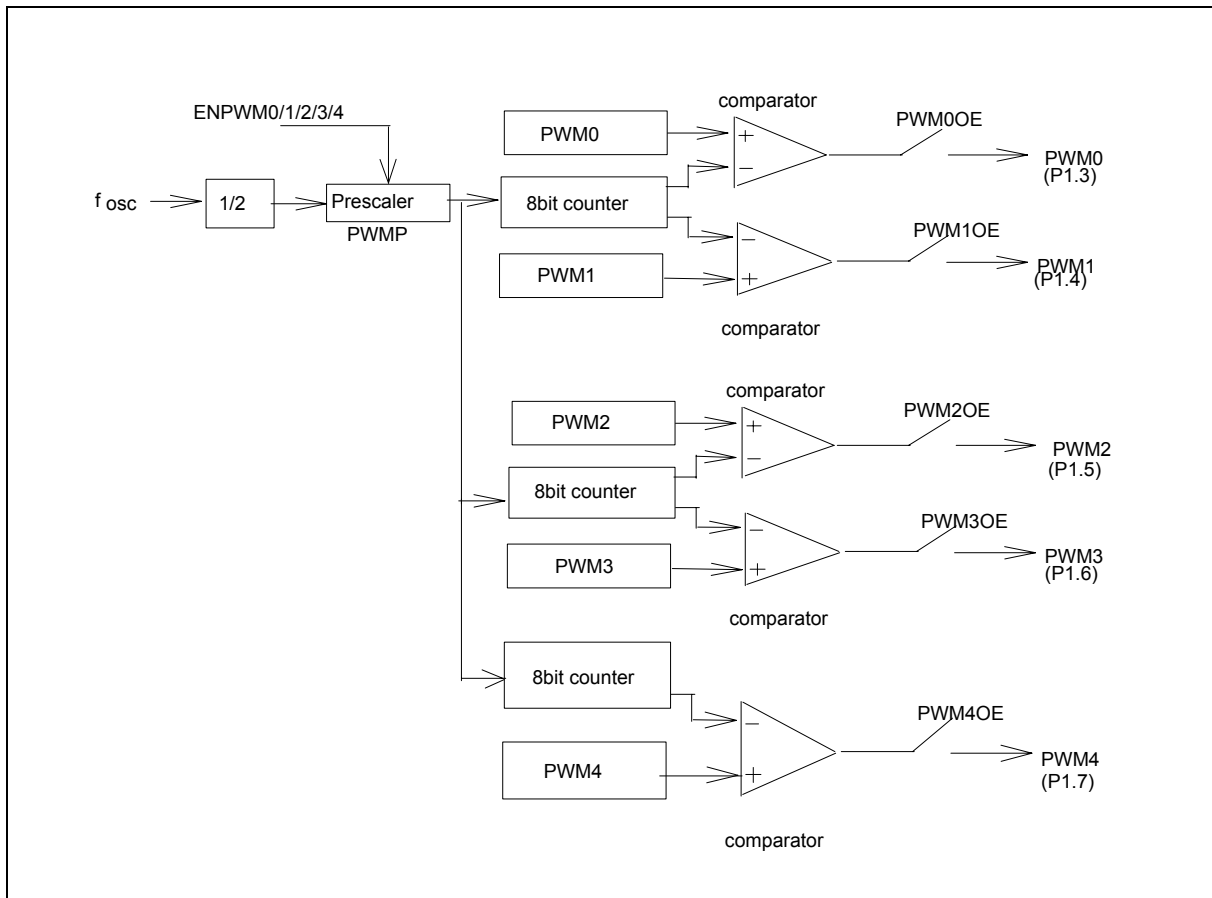 comparator
ENPWM0/1/2/3/4
PWM0
+
−
PWM0OE
PWM0
(P1.3)
f osc
1/2
Prescaler
PWMP
8bit counter
−
+
PWM1OE
PWM1
(P1.4)
PWM1
comparator
comparator
PWM2
+
−
PWM2OE
PWM2
(P1.5)
8bit counter
−
+
PWM3OE
PWM3
(P1.6)
PWM3
comparator
8bit counter
−
+
PWM4OE
PWM4
(P1.7)
PWM4
comparator